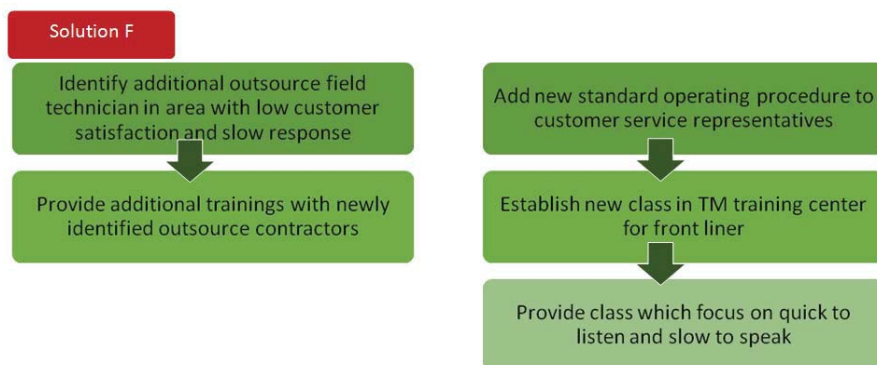 Solution F
Identify additional outsource field
technician in area with low customer
satisfaction and slow response
Provide additional trainings with newly
identified outsource contractors
Add new standard operating procedure to
customer service representatives
Establish new class in TM training center
for front liner
Provide class which focus on quick to
listen and slow to speak